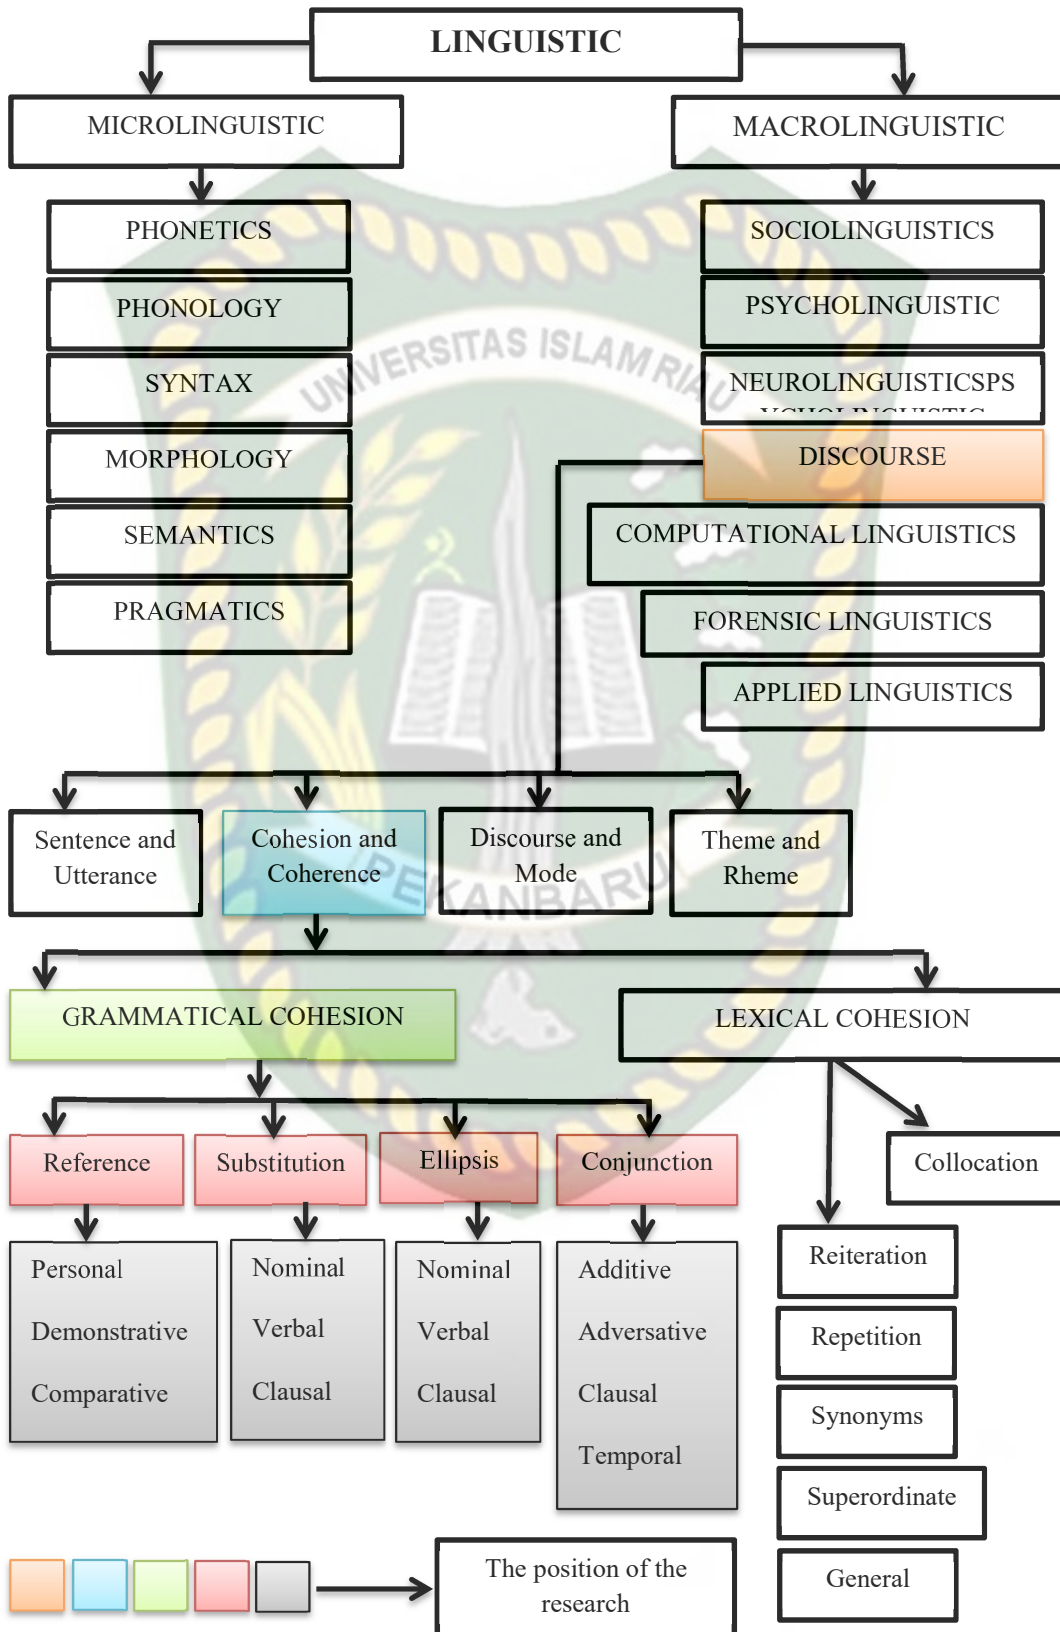 LINGUISTIC
MICROLINGUISTIC
MACROLINGUISTIC
PHONETICS
PHONOLOGY
SYNTAX
MORPHOLOGY
SEMANTICS
PRAGMATICS
SOCIOLINGUISTICS
PSYCHOLINGUISTIC
NEUROLINGUISTICSPS
YCHOLINGUISTIC
DISCOURSE
COMPUTATIONAL LINGUISTICS
FORENSIC LINGUISTICS
APPLIED LINGUISTICS
UNIVERSITAS ISLAM RIAU
PEKANBARU
Sentence and
Utterance
Cohesion and
Coherence
Discourse and
Mode
Theme and
Rheme
GRAMMATICAL COHESION
LEXICAL COHESION
Reference
Substitution
Ellipsis
Conjunction
Collocation
Personal
Demonstrative
Comparative
Nominal
Verbal
Clausal
Nominal
Verbal
Clausal
Additive
Adversative
Clausal
Temporal
Reiteration
Repetition
Synonyms
Superordinate
General
The position of the
research